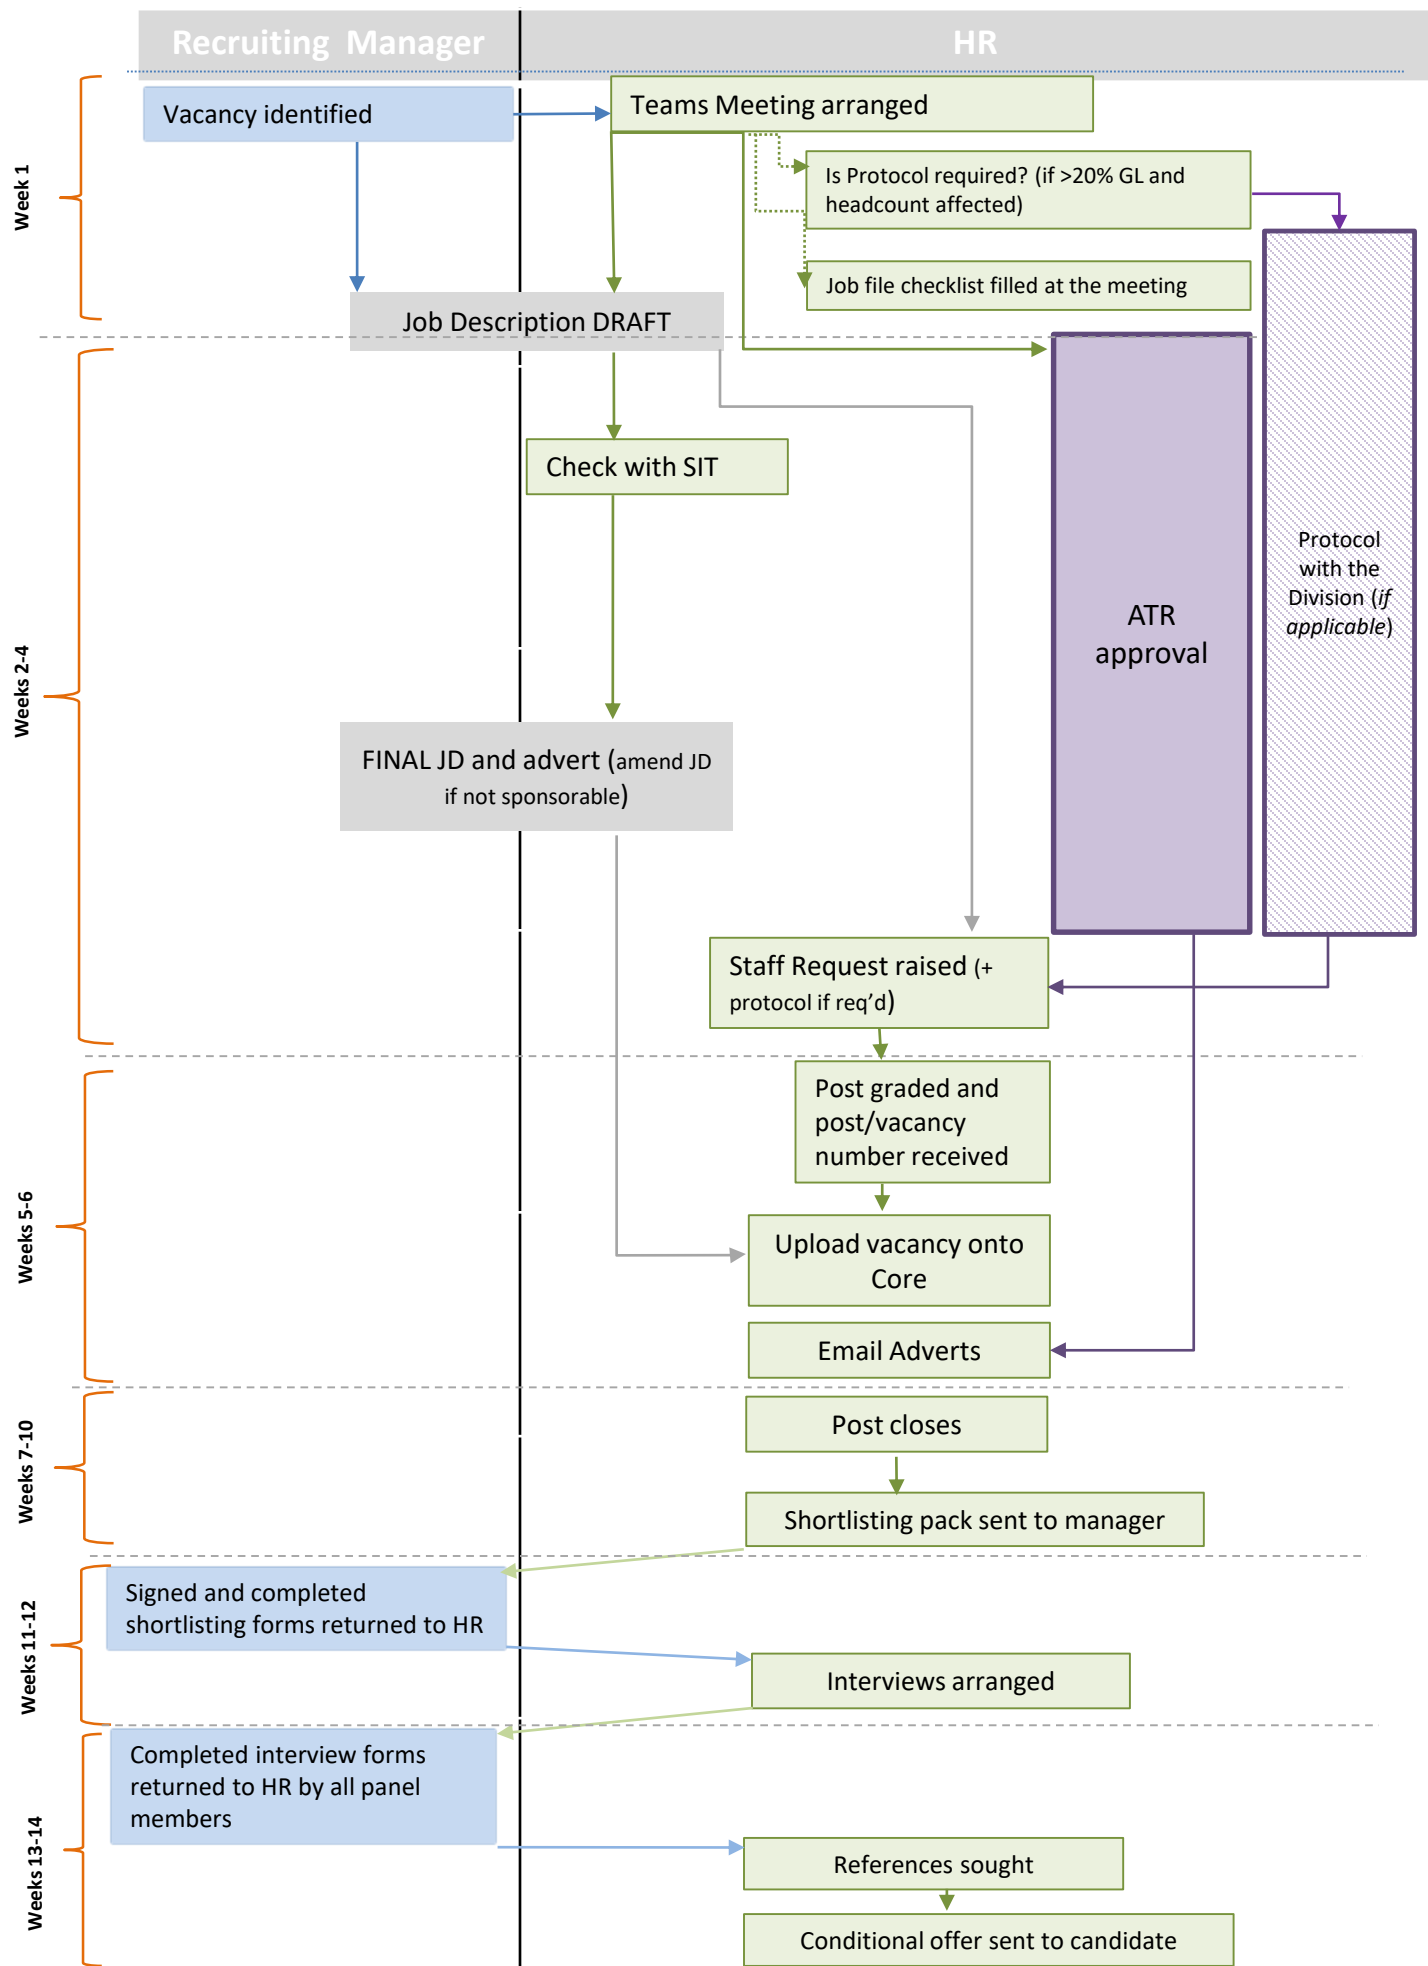 Recruiting Manager
HR
Week 1
Vacancy identified
Teams Meeting arranged
Is Protocol required? (if >20% GL and
headcount affected)
Job file checklist filled at the meeting
Job Description DRAFT
Weeks 2-4
Check with SIT
ATR
approval
Protocol
with the
Division (if
applicable)
FINAL JD and advert (amend JD
if not sponsorable)
Staff Request raised (+
protocol if req’d)
Weeks 5-6
Post graded and
post/vacancy
number received
Upload vacancy onto
Core
Email Adverts
Weeks 7-10
Post closes
Shortlisting pack sent to manager
Weeks 11-12
Signed and completed
shortlisting forms returned to HR
Interviews arranged
Weeks 13-14
Completed interview forms
returned to HR by all panel
members
References sought
Conditional offer sent to candidate